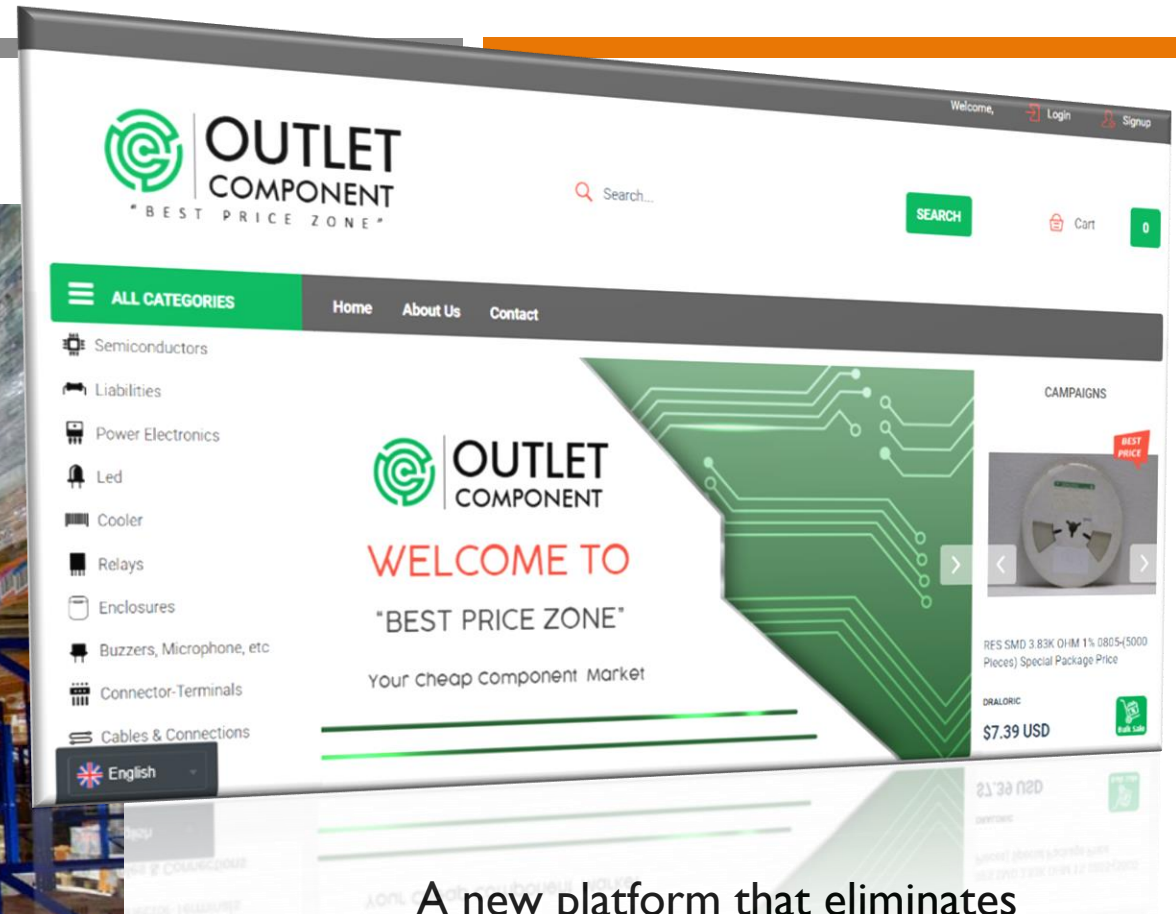 Welcome,
Login
Signup
OUTLET
COMPONENT
"BEST PRICE ZONE"
Search...
SEARCH
Cart
0
ALL CATEGORIES
Home
About Us
Contact
Semiconductors
Liabilities
Power Electronics
Led
Cooler
Relays
Enclosures
Buzzers, Microphone, etc
Connector-Terminals
Cables & Connections
English
OUTLET
COMPONENT
WELCOME TO
"BEST PRICE ZONE"
Your Cheap Component Market
CAMPAIGNS
BEST
PRICE
RES SMD 3.83K OHM 1% 0805-(5000
Pieces) Special Package Price
DRALORIC
$7.39 USD
Bulk Sale
A new platform that eliminates